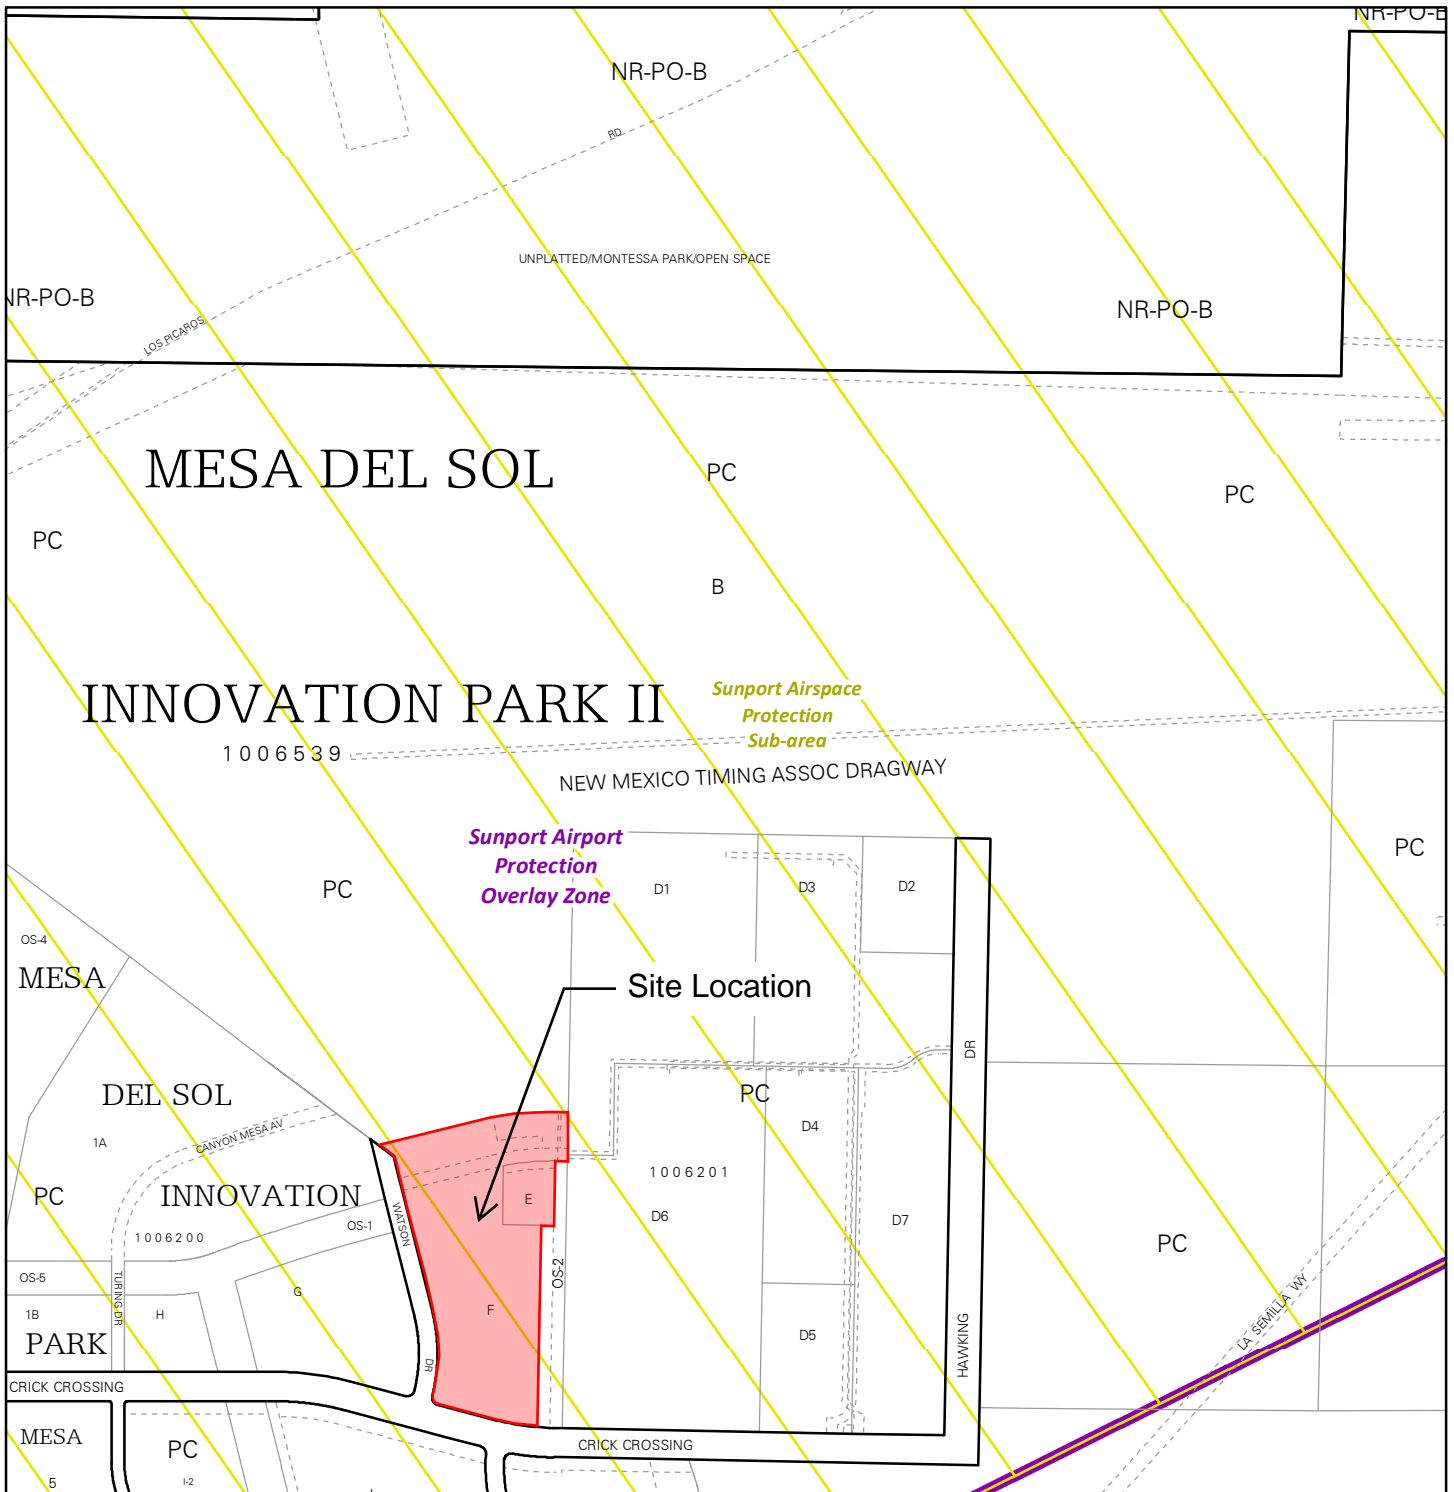 NR-PO-B
NR-PO-B
RD
UNPLATTED/MONTESSA PARK/OPEN SPACE
NR-PO-B
NR-PO-B
LOS PICAROS
MESA DEL SOL
PC
PC
PC
B
INNOVATION PARK II
1006539
Sunport Airspace
Protection
Sub-area
NEW MEXICO TIMING ASSOC DRAGWAY
Sunport Airport
Protection
Overlay Zone
PC
PC
D1
D3
D2
OS-4
MESA
Site Location
DR
DEL SOL
PC
1A
CANYON MESA AV
D4
1006201
PC
INNOVATION
E
D6
D7
OS-1
WATSON
1006200
PC
OS-5
TURING DR
G
OS-2
LA SEMILLA WY
1B
H
F
PARK
D5
HAWKING
DR
CRICK CROSSING
MESA
PC
CRICK CROSSING
5
I-2